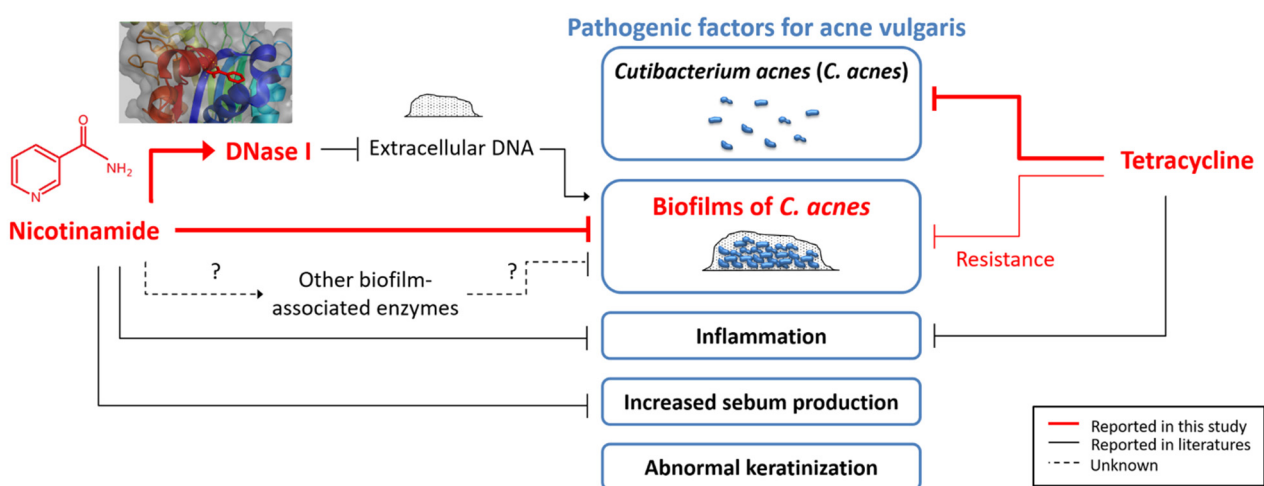 Pathogenic factors for acne vulgaris
Cutibacterium acnes (C. acnes)
O
NH2
N
DNase I
Extracellular DNA
Tetracycline
Nicotinamide
Biofilms of C. acnes
Resistance
?
?
Other biofilm-
associated enzymes
Inflammation
Increased sebum production
Abnormal keratinization
Reported in this study
Reported in literatures
Unknown